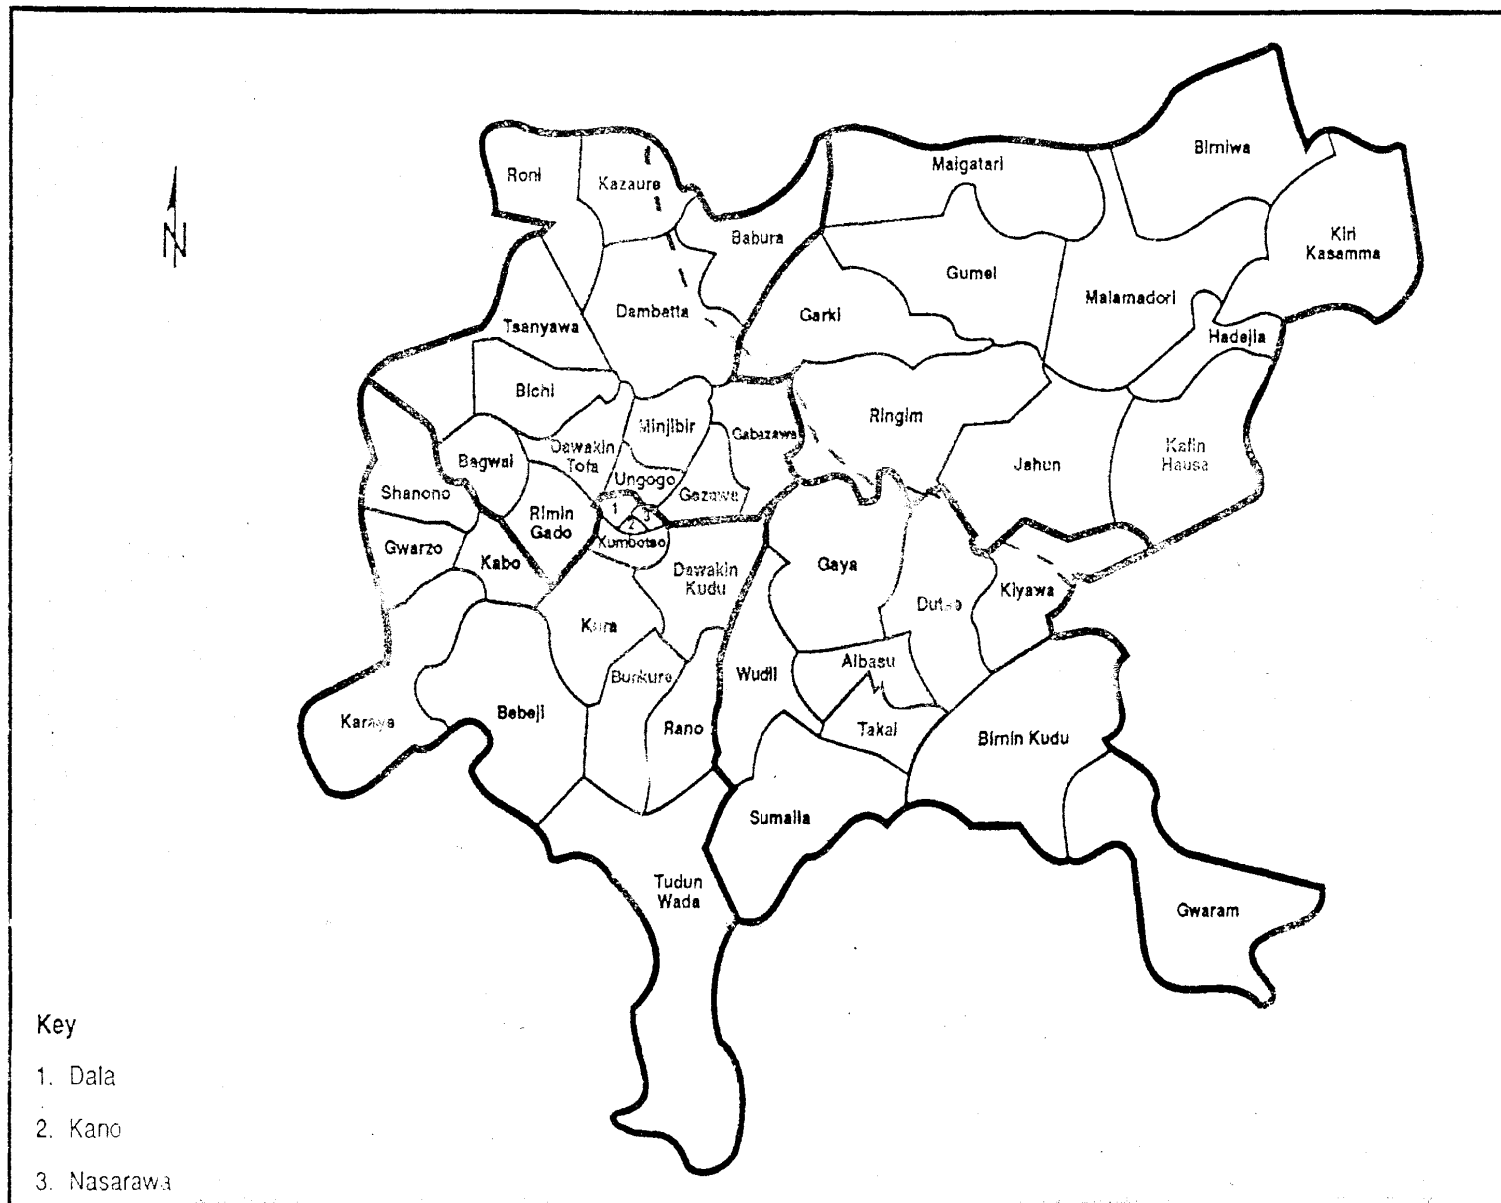 Birniwa
Maigatari
Roni
Kazaure
Babura
Kiri
Kasamma
Gumel
Malamadori
Dambatta
Garki
Tsanyawa
Hadejia
Bichi
Ringim
Minjibir
Gabazawa
Dawakin
Tofa
Kafin
Hausa
Bagwai
Jahun
Ungogo
Shanono
Gezawa
1
3
2
Rimin
Gado
Kumbotso
Gwarzo
Kabo
Dawakin
Kudu
Gaya
Kiyawa
Dutse
Kura
Albasu
Wudil
Bunkure
Karaye
Bebeji
Rano
Takai
Birnin Kudu
Sumaila
Tudun
Wada
Gwaram
N
Key
1. Dala
2. Kano
3. Nasarawa